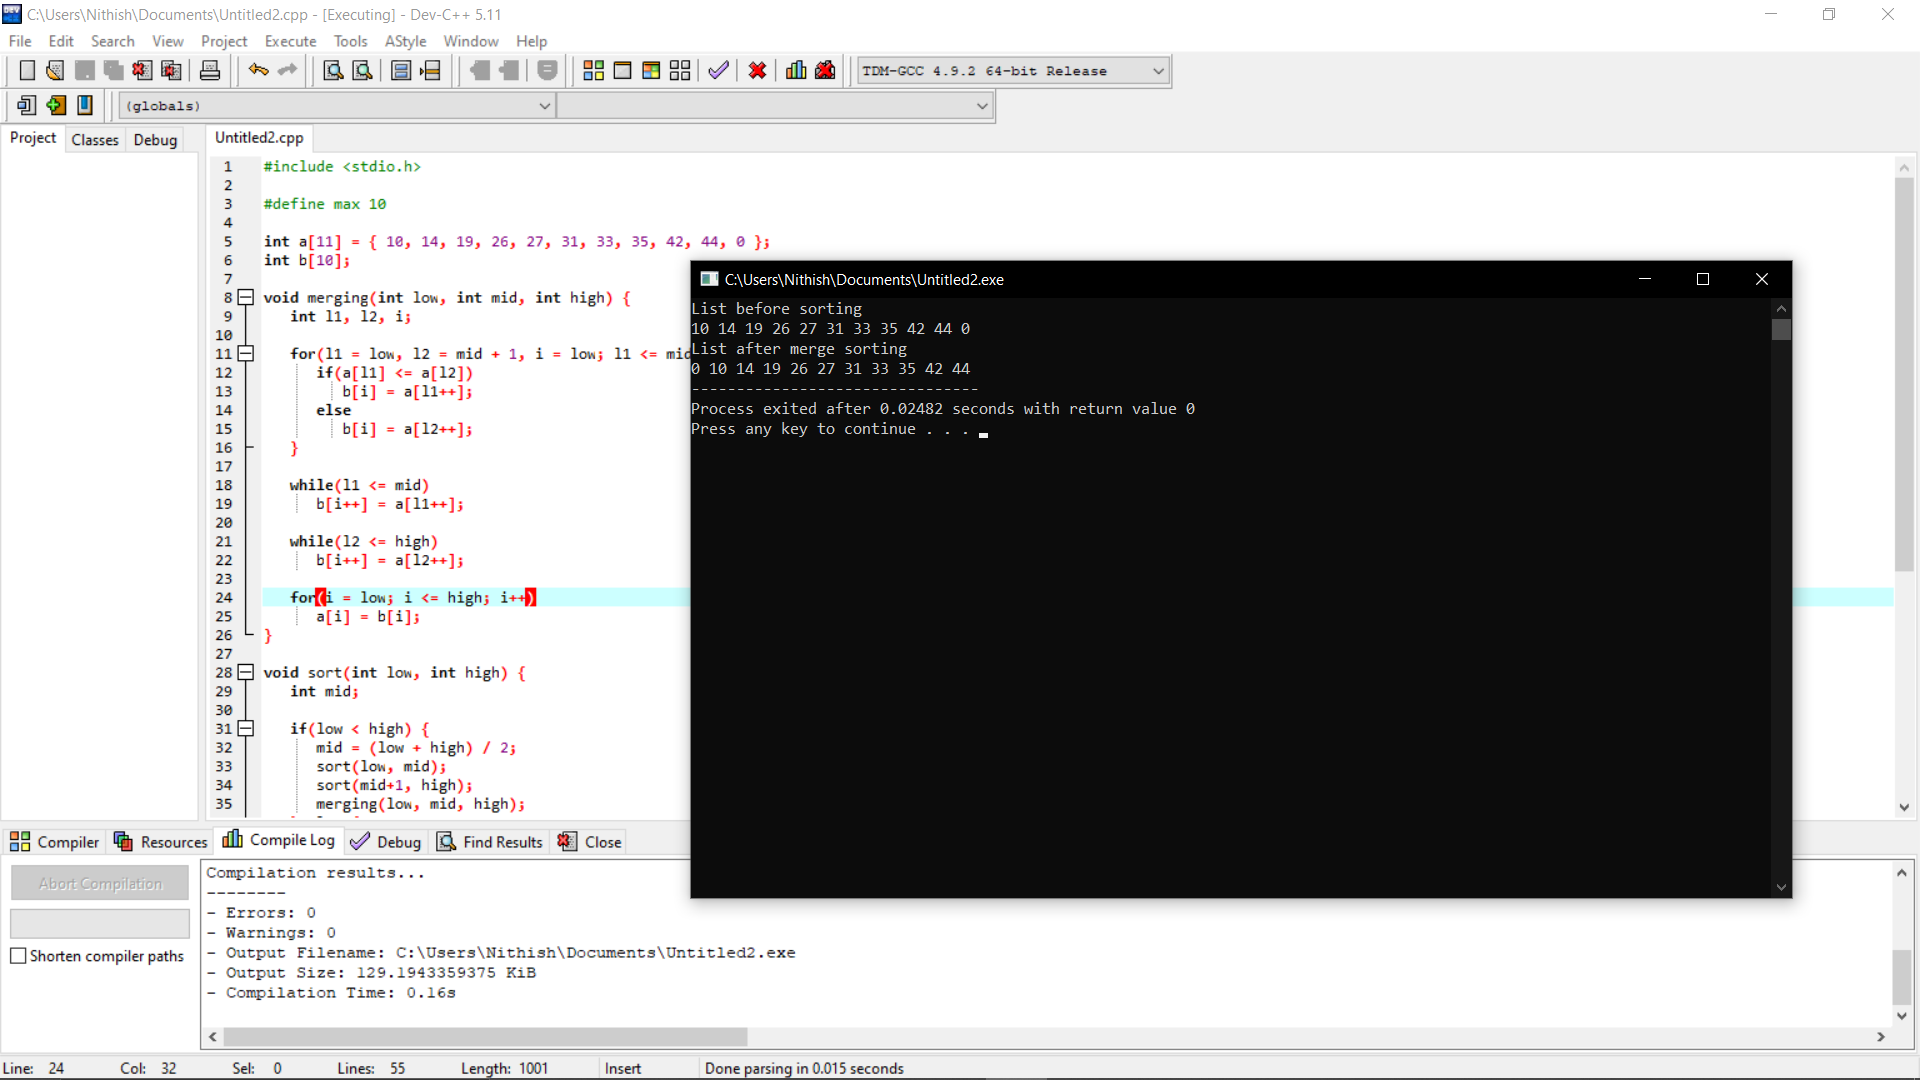 C:\Users\Nithish\Documents\Untitled2.cpp - [Executing] - Dev-C++ 5.11
File Edit Search View Project Execute Tools AStyle Window Help
TDM-GCC 4.9.2 64-bit Release
(globals)
Project Classes Debug
Untitled2.cpp
1 #include <stdio.h>
2
3 #define max 10
4
5 int a[11] = { 10, 14, 19, 26, 27, 31, 33, 35, 42, 44, 0 };
6 int b[10];
7
8 void merging(int low, int mid, int high) {
9 int l1, l2, i;
10
11 for(l1 = low, l2 = mid + 1, i = low; l1 <= mid
12 if(a[l1] <= a[l2])
13 b[i] = a[l1++];
14 else
15 b[i] = a[l2++];
16 }
17
18 while(l1 <= mid)
19 b[i++] = a[l1++];
20
21 while(l2 <= high)
22 b[i++] = a[l2++];
23
24 for(i = low; i <= high; i++)
25 a[i] = b[i];
26 }
27
28 void sort(int low, int high) {
29 int mid;
30
31 if(low < high) {
32 mid = (low + high) / 2;
33 sort(low, mid);
34 sort(mid+1, high);
35 merging(low, mid, high);
C:\Users\Nithish\Documents\Untitled2.exe
List before sorting
10 14 19 26 27 31 33 35 42 44 0
List after merge sorting
0 10 14 19 26 27 31 33 35 42 44
--------------------------------
Process exited after 0.02482 seconds with return value 0
Press any key to continue . . .
Compiler Resources Compile Log Debug Find Results Close
Abort Compilation
Shorten compiler paths
Compilation results...
--------
- Errors: 0
- Warnings: 0
- Output Filename: C:\Users\Nithish\Documents\Untitled2.exe
- Output Size: 129.1943359375 KiB
- Compilation Time: 0.16s
Line: 24 Col: 32 Sel: 0 Lines: 55 Length: 1001 Insert Done parsing in 0.015 seconds